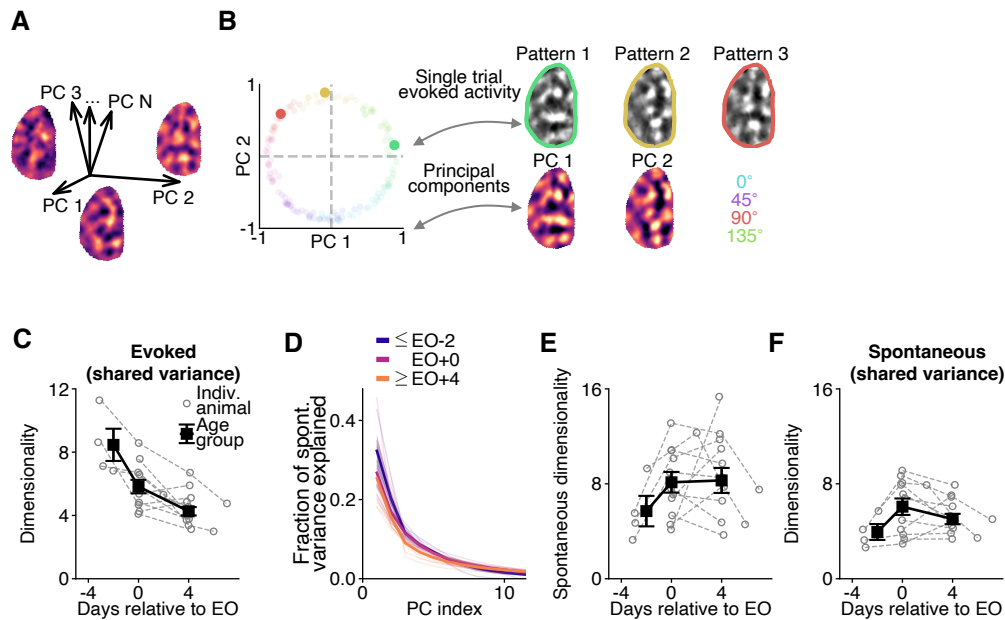 A
PC 3
... PC N
PC 1
PC 2
B
1
PC 2
-1
-1
PC 1
1
Single trial
evoked activity
Principal
components
Pattern 1
Pattern 2
Pattern 3
PC 1
PC 2
0°
45°
90°
135°
C
Evoked
(shared variance)
12
8
4
0
Dimensionality
Indiv.
animal
Age
group
-4
0
4
Days relative to EO
D
≤ EO-2
EO+0
≥ EO+4
0.4
0.2
0.0
Fraction of spont.
variance explained
0
10
PC index
E
16
8
0
Spontaneous dimensionality
-4
0
4
Days relative to EO
F
Spontaneous
(shared variance)
16
8
0
Dimensionality
-4
0
4
Days relative to EO